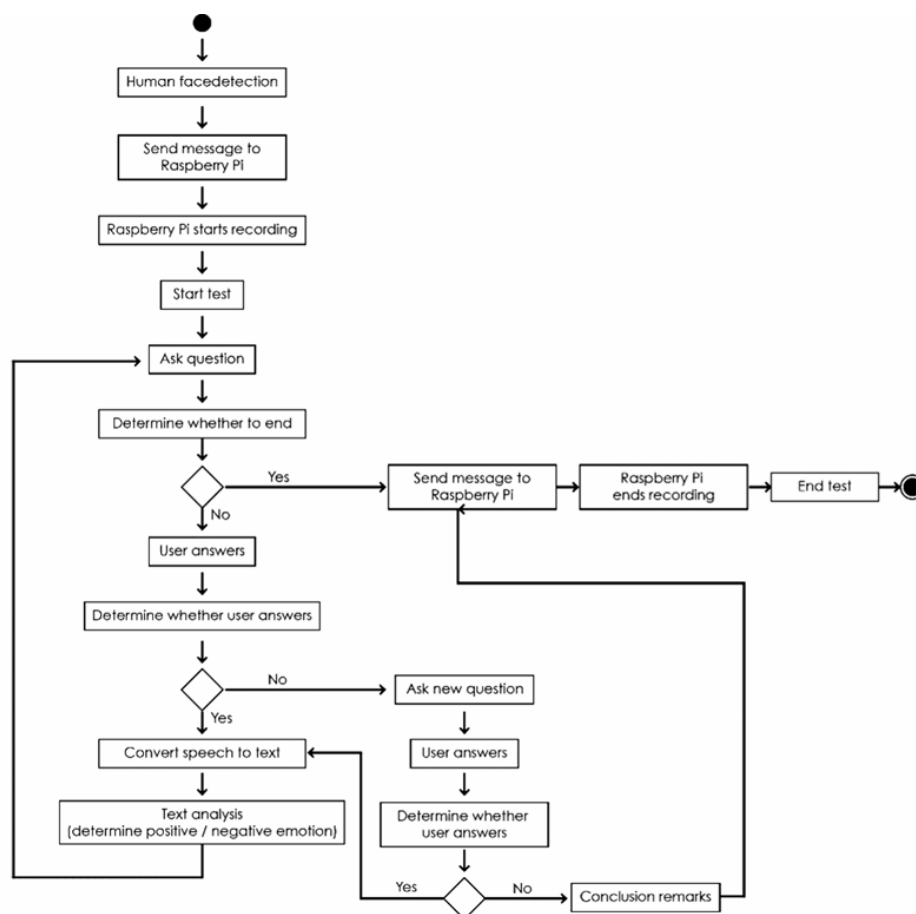 Human facedetection
Send message to
Raspberry Pi
Raspberry Pi starts recording
Start test
Ask question
Determine whether to end
Yes
Send message to
Raspberry Pi
Raspberry Pi
ends recording
End test
No
User answers
Determine whether user answers
No
Ask new question
Yes
Convert speech to text
User answers
Text analysis
(determine positive / negative emotion)
Determine whether
user answers
Yes
No
Conclusion remarks